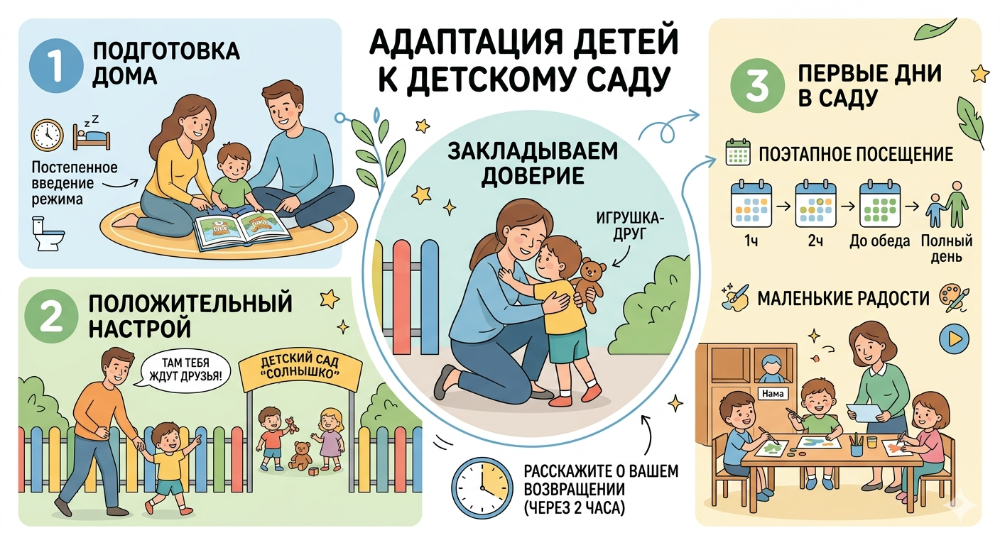 АДАПТАЦИЯ ДЕТЕЙ
К ДЕТСКОМУ САДУ
1
ПОДГОТОВКА
ДОМА
z Z
Постепенное
введение
режима
2
ПОЛОЖИТЕЛЬНЫЙ
НАСТРОЙ
ТАМ ТЕБЯ
ЖДУТ ДРУЗЬЯ!
ДЕТСКИЙ САД
"СОЛНЫШКО"
ЗАКЛАДЫВАЕМ
ДОВЕРИЕ
ИГРУШКА-
ДРУГ
РАССКАЖИТЕ О ВАШЕМ
ВОЗВРАЩЕНИИ
(ЧЕРЕЗ 2 ЧАСА)
3
ПЕРВЫЕ ДНИ
В САДУ
ПОЭТАПНОЕ ПОСЕЩЕНИЕ
1ч
2ч
До обеда
Полный
день
МАЛЕНЬКИЕ РАДОСТИ
Нама